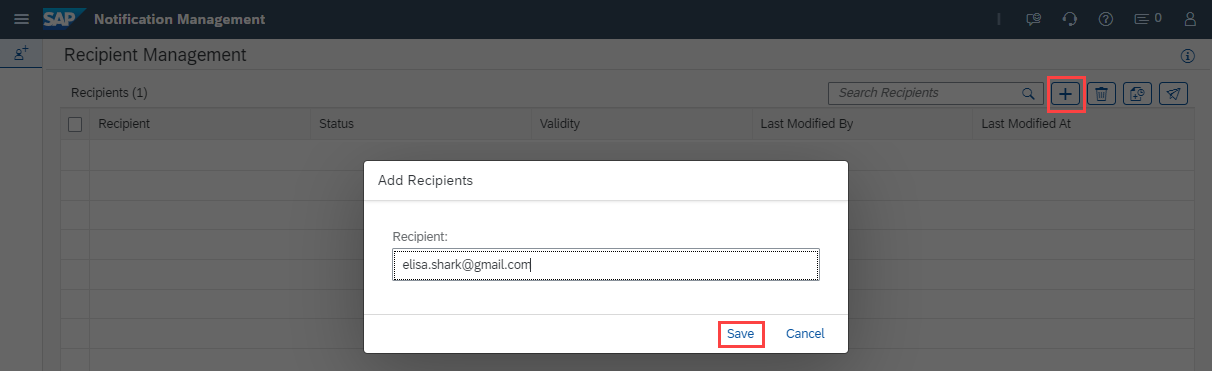 SAP Notification Management 0
Recipient Management
Recipients (1) Search Recipients
Recipient Status Validity Last Modified By Last Modified At
Add Recipients
Recipient:
elisa.shark@gmail.com
Save Cancel